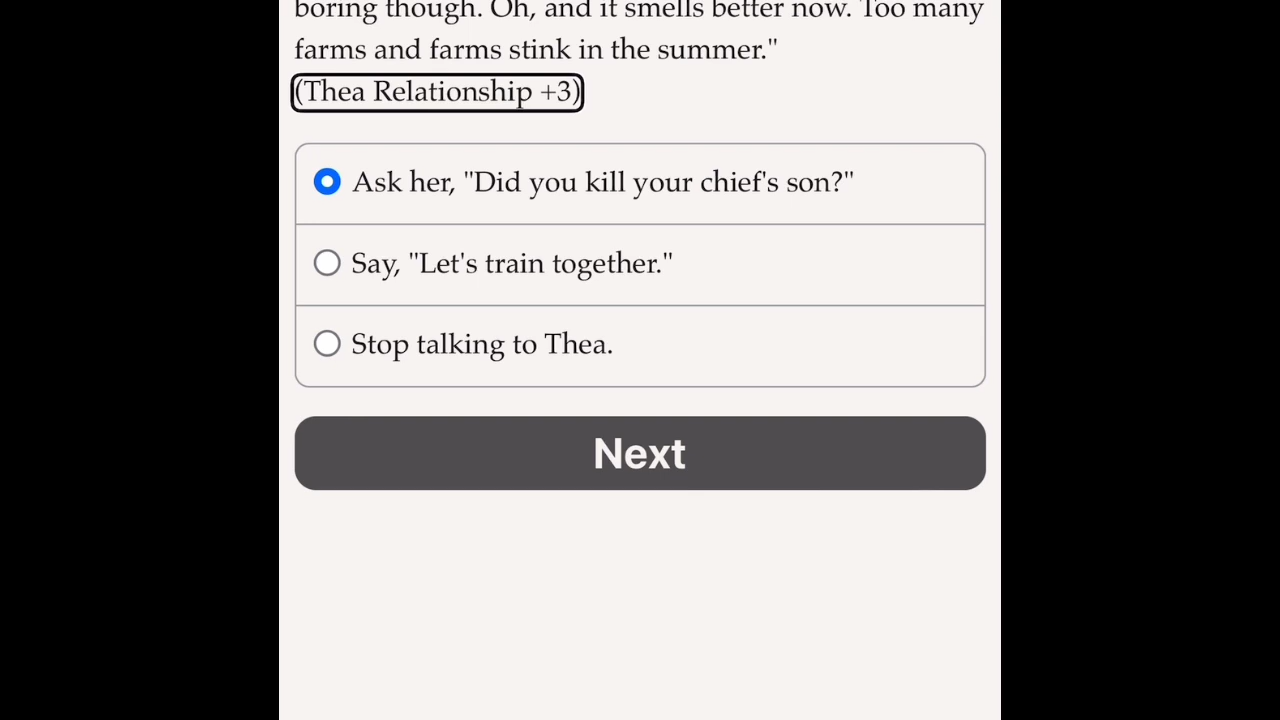 boring though. Oh, and it smells better now. Too many
farms and farms stink in the summer."
(Thea Relationship +3)
Ask her, "Did you kill your chief's son?"
Say, "Let's train together."
Stop talking to Thea.
Next